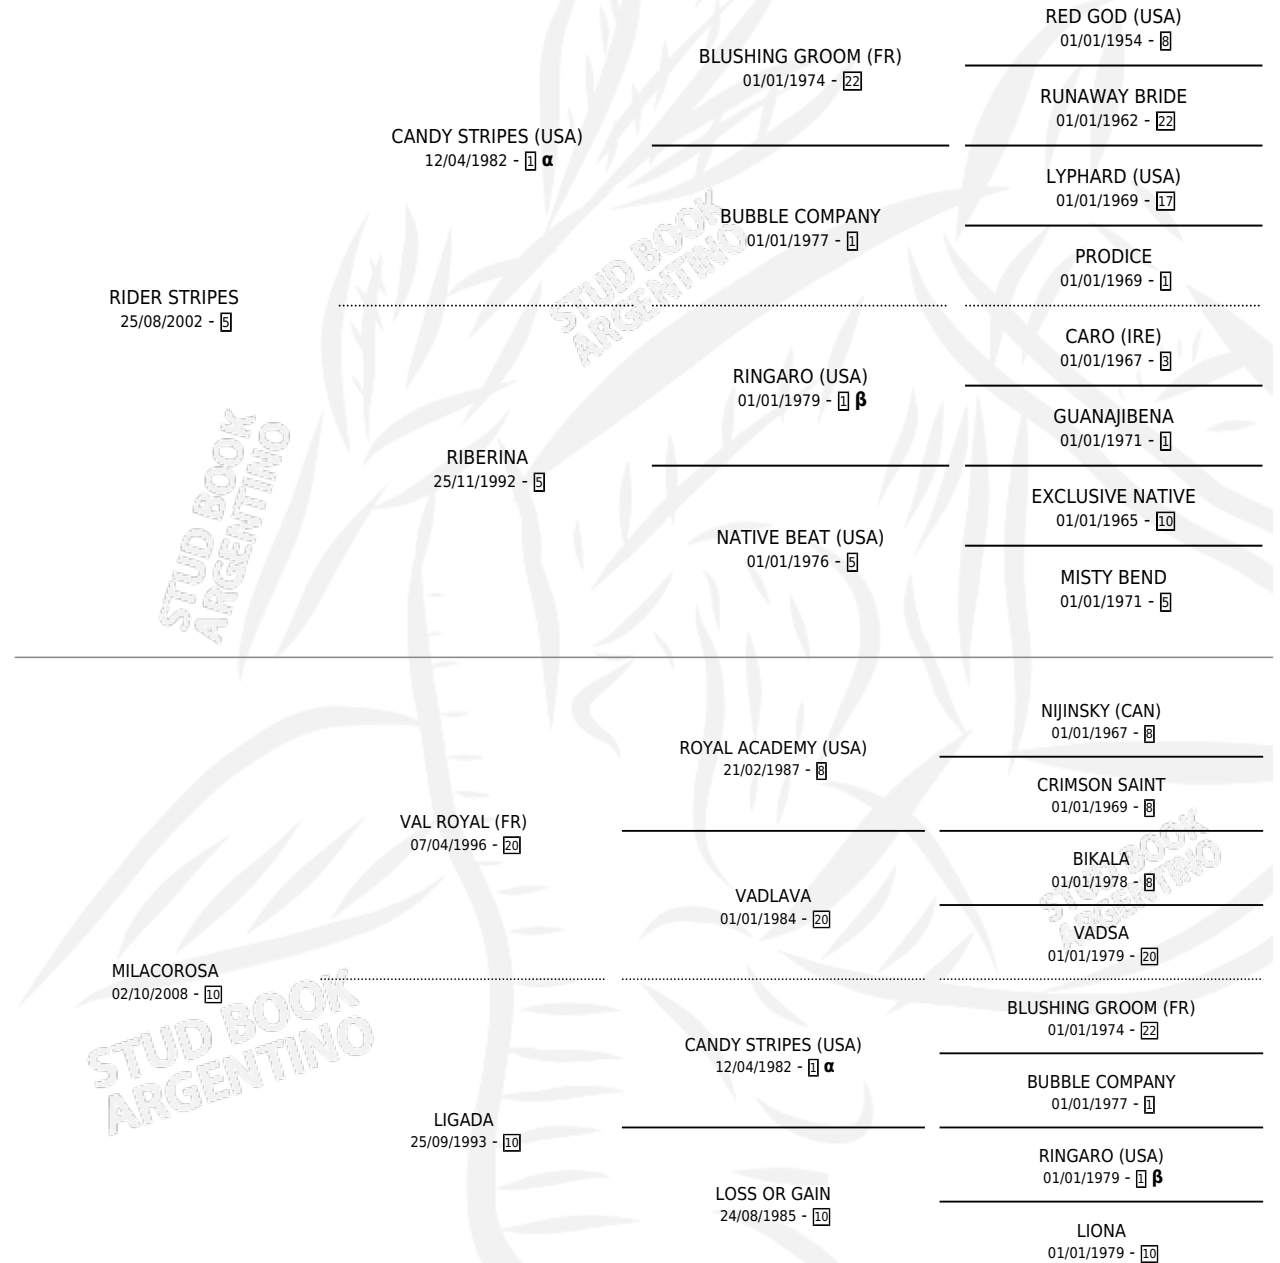 RED GOD (USA)
01/01/1954 - 8
BLUSHING GROOM (FR)
01/01/1974 - 22
RUNAWAY BRIDE
01/01/1962 - 22
CANDY STRIPES (USA)
12/04/1982 - 1 α
LYPHARD (USA)
01/01/1969 - 17
BUBBLE COMPANY
01/01/1977 - 1
PRODICE
01/01/1969 - 1
RIDER STRIPES
25/08/2002 - 5
CARO (IRE)
01/01/1967 - 3
RINGARO (USA)
01/01/1979 - 1 β
GUANAJIBENA
01/01/1971 - 1
RIBERINA
25/11/1992 - 5
EXCLUSIVE NATIVE
01/01/1965 - 10
NATIVE BEAT (USA)
01/01/1976 - 5
MISTY BEND
01/01/1971 - 5
STUD BOOK
ARGENTINO
STUD BOOK
ARGENTINO
NIJINSKY (CAN)
01/01/1967 - 8
ROYAL ACADEMY (USA)
21/02/1987 - 8
CRIMSON SAINT
01/01/1969 - 8
VAL ROYAL (FR)
07/04/1996 - 20
BIKALA
01/01/1978 - 8
VADLAVA
01/01/1984 - 20
VADSA
01/01/1979 - 20
MILACOROSA
02/10/2008 - 10
BLUSHING GROOM (FR)
01/01/1974 - 22
CANDY STRIPES (USA)
12/04/1982 - 1 α
BUBBLE COMPANY
01/01/1977 - 1
LIGADA
25/09/1993 - 10
RINGARO (USA)
01/01/1979 - 1 β
LOSS OR GAIN
24/08/1985 - 10
LIONA
01/01/1979 - 10
STUD BOOK
ARGENTINO
STUD BOOK
ARGENTINO